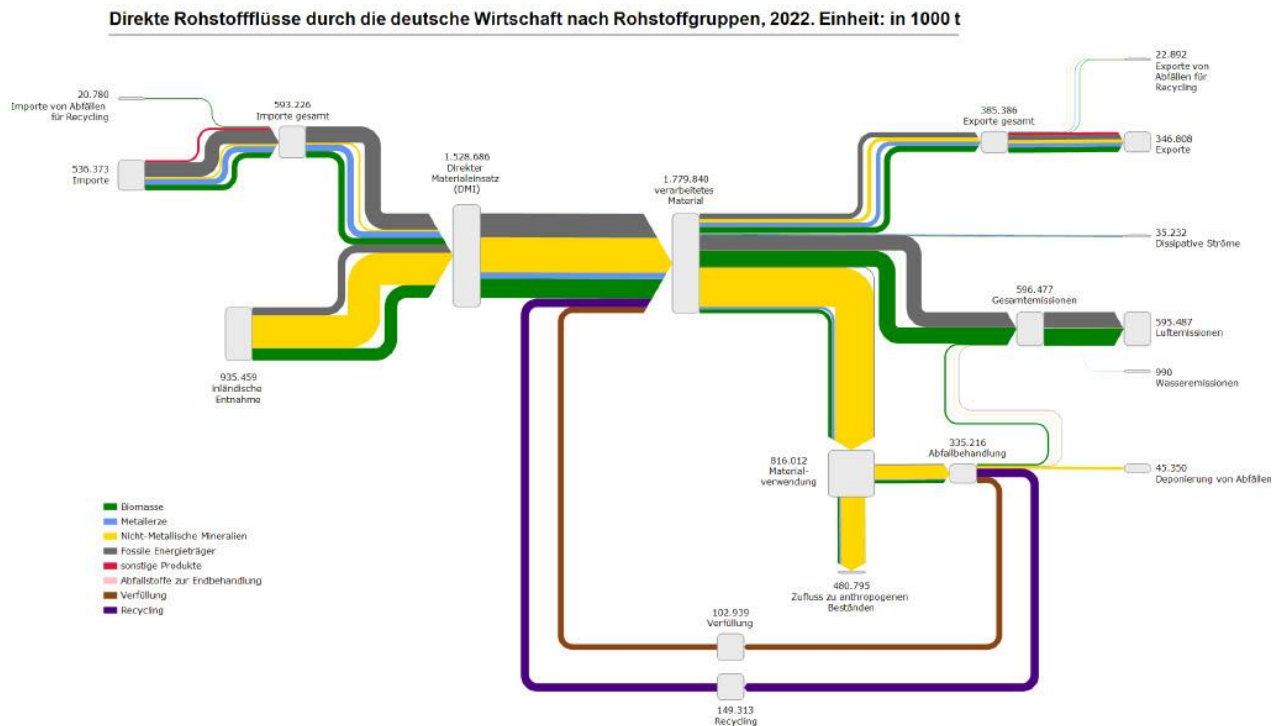 Direkte Rohstoffflüsse durch die deutsche Wirtschaft nach Rohstoffgruppen, 2022. Einheit: in 1000 t
20.780
Importe von Abfällen
für Recycling
593.226
Importe gesamt
536.373
Importe
1.528.686
Direkter
Materialeinsatz
(DMI)
1.779.840
verarbeitetes
Material
385.386
Exporte gesamt
22.892
Exporte von
Abfällen für
Recycling
346.808
Exporte
35.232
Dissipative Ströme
596.477
Gesamtemissionen
595.487
Luftemissionen
990
Wasseremissionen
935.459
Inländische
Entnahme
816.012
Material-
verwendung
335.216
Abfallbehandlung
45.350
Deponierung von Abfällen
480.795
Zufluss zu anthropogenen
Beständen
Biomasse
Metallerze
Nicht-Metallische Mineralien
Fossile Energieträger
sonstige Produkte
Abfallstoffe zur Endbehandlung
Verfüllung
Recycling
102.939
Verfüllung
149.313
Recycling